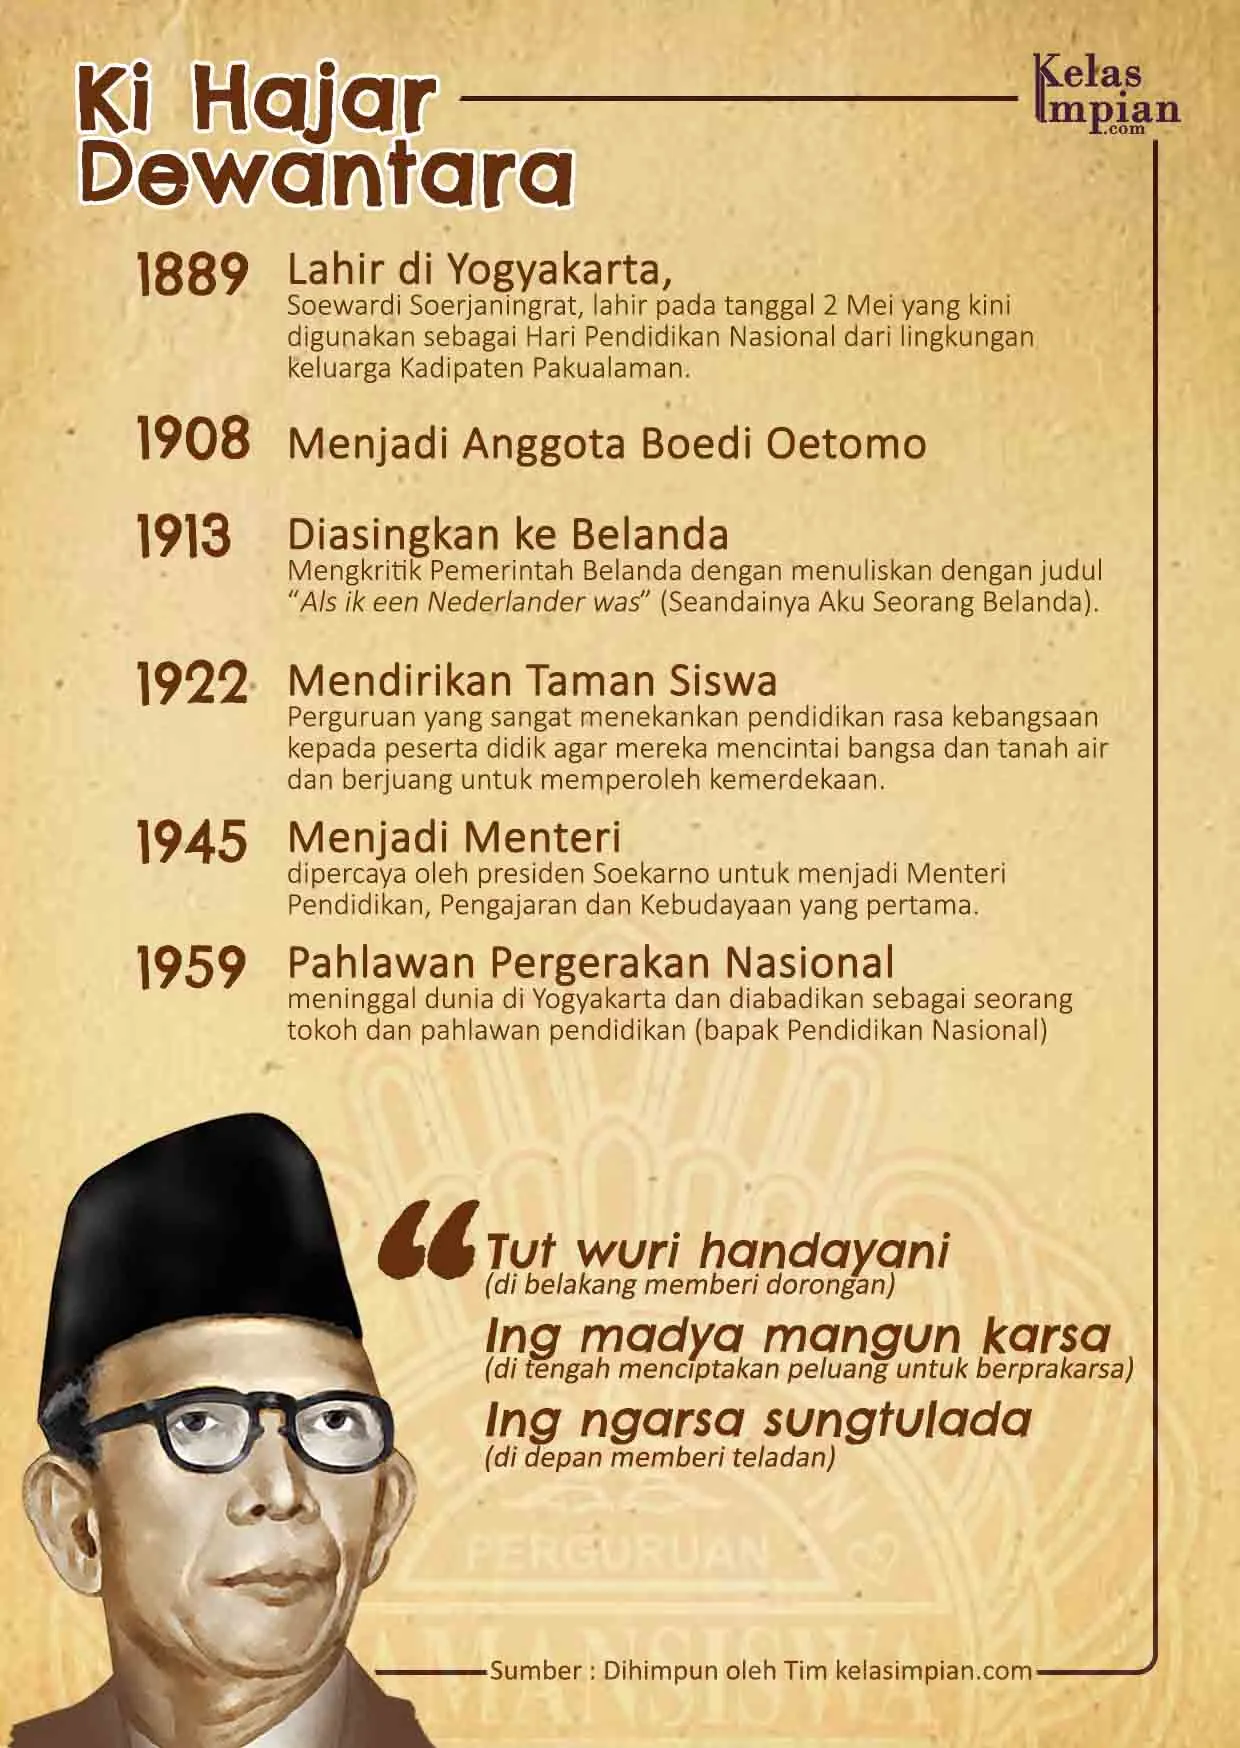 Ki Hajar
Dewantara
Kelas
Impian
.com
1889
Lahir di Yogyakarta,
Soewardi Soerjaningrat, lahir pada tanggal 2 Mei yang kini
digunakan sebagai Hari Pendidikan Nasional dari lingkungan
keluarga Kadipaten Pakualaman.
1908
Menjadi Anggota Boedi Oetomo
1913
Diasingkan ke Belanda
Mengkritik Pemerintah Belanda dengan menuliskan dengan judul
“Als ik een Nederlander was” (Seandainya Aku Seorang Belanda).
1922
Mendirikan Taman Siswa
Perguruan yang sangat menekankan pendidikan rasa kebangsaan
kepada peserta didik agar mereka mencintai bangsa dan tanah air
dan berjuang untuk memperoleh kemerdekaan.
1945
Menjadi Menteri
dipercaya oleh presiden Soekarno untuk menjadi Menteri
Pendidikan, Pengajaran dan Kebudayaan yang pertama.
1959
Pahlawan Pergerakan Nasional
meninggal dunia di Yogyakarta dan diabadikan sebagai seorang
tokoh dan pahlawan pendidikan (bapak Pendidikan Nasional)
“Tut wuri handayani
(di belakang memberi dorongan)
Ing madya mangun karsa
(di tengah menciptakan peluang untuk berprakarsa)
Ing ngarsa sungtulada
(di depan memberi teladan)
PERGURUAN
Sumber : Dihimpun oleh Tim kelasimpian.com